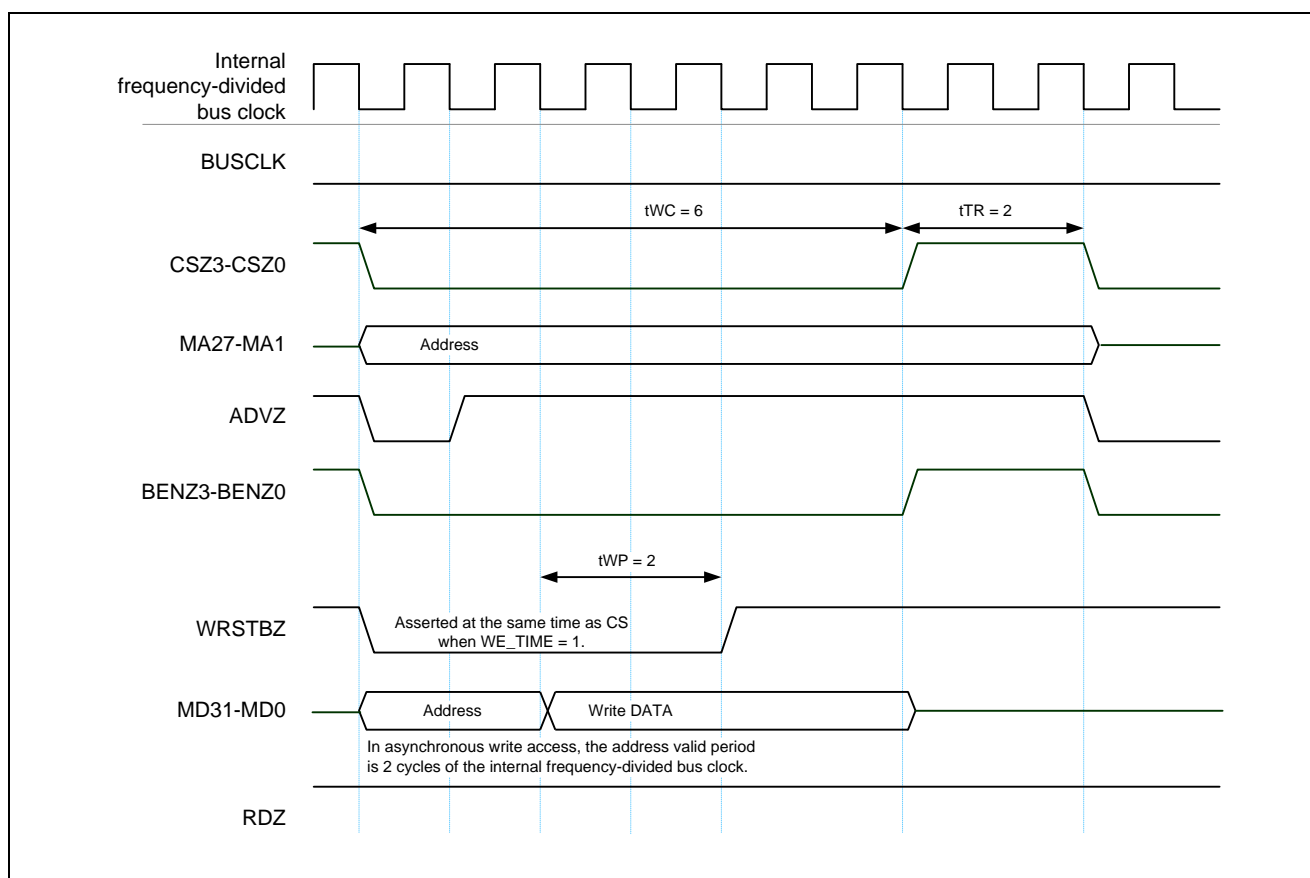 Internal
frequency-divided
bus clock
BUSCLK
tWC = 6
tTR = 2
CSZ3-CSZ0
MA27-MA1
Address
ADVZ
BENZ3-BENZ0
tWP = 2
WRSTBZ
Asserted at the same time as CS
when WE_TIME = 1.
MD31-MD0
Address
Write DATA
In asynchronous write access, the address valid period
is 2 cycles of the internal frequency-divided bus clock.
RDZ